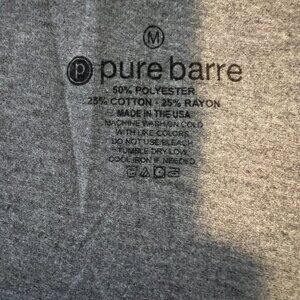 M
p pure barre
50% POLYESTER
25% COTTON · 25% RAYON
MADE IN THE USA
MACHINE WASH ON COLD
WITH LIKE COLORS.
DO NOT USE BLEACH.
TUMBLE DRY LOW.
COOL IRON IF NEEDED.